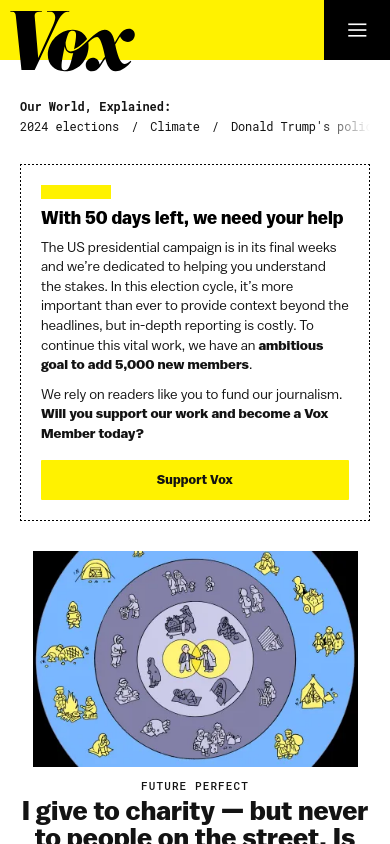 Vox
Our World, Explained:
2024 elections / Climate / Donald Trump's poli
With 50 days left, we need your help
The US presidential campaign is in its final weeks
and we're dedicated to helping you understand
the stakes. In this election cycle, it's more
important than ever to provide context beyond the
headlines, but in-depth reporting is costly. To
continue this vital work, we have an ambitious
goal to add 5,000 new members.
We rely on readers like you to fund our journalism.
Will you support our work and become a Vox
Member today?
Support Vox
FUTURE PERFECT
I give to charity — but never
to people on the street. Is